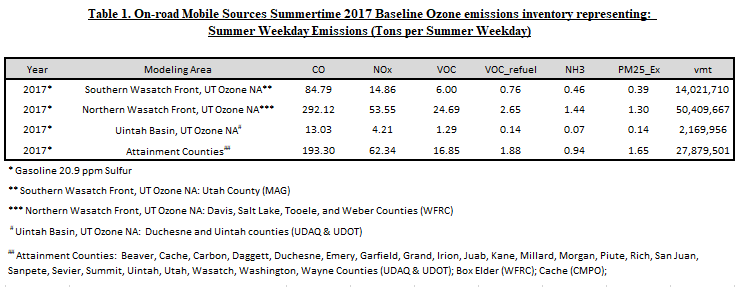 Table 1. On-road Mobile Sources Summertime 2017 Baseline Ozone emissions inventory representing:
Summer Weekday Emissions (Tons per Summer Weekday)
Year Modeling Area CO NOx VOC VOC_refuel NH3 PM25_Ex vmt
2017* Southern Wasatch Front, UT Ozone NA** 84.79 14.86 6.00 0.76 0.46 0.39 14,021,710
2017* Northern Wasatch Front, UT Ozone NA*** 292.12 53.55 24.69 2.65 1.44 1.30 50,409,667
2017* Uintah Basin, UT Ozone NA^a 13.03 4.21 1.29 0.14 0.07 0.14 2,169,956
2017* Attainment Counties^aa 193.30 62.34 16.85 1.88 0.94 1.65 27,879,501
* Gasoline 20.9 ppm Sulfur
** Southern Wasatch Front, UT Ozone NA: Utah County (MAG)
*** Northern Wasatch Front, UT Ozone NA: Davis, Salt Lake, Tooele, and Weber Counties (WFRC)
^a Uintah Basin, UT Ozone NA: Duchesne and Uintah counties (UDAQ & UDOT)
^aa Attainment Counties: Beaver, Cache, Carbon, Daggett, Duchesne, Emery, Garfield, Grand, Irion, Juab, Kane, Millard, Morgan, Piute, Rich, San Juan,
Sanpete, Sevier, Summit, Uintah, Utah, Wasatch, Washington, Wayne Counties (UDAQ & UDOT); Box Elder (WFRC); Cache (CMPO);